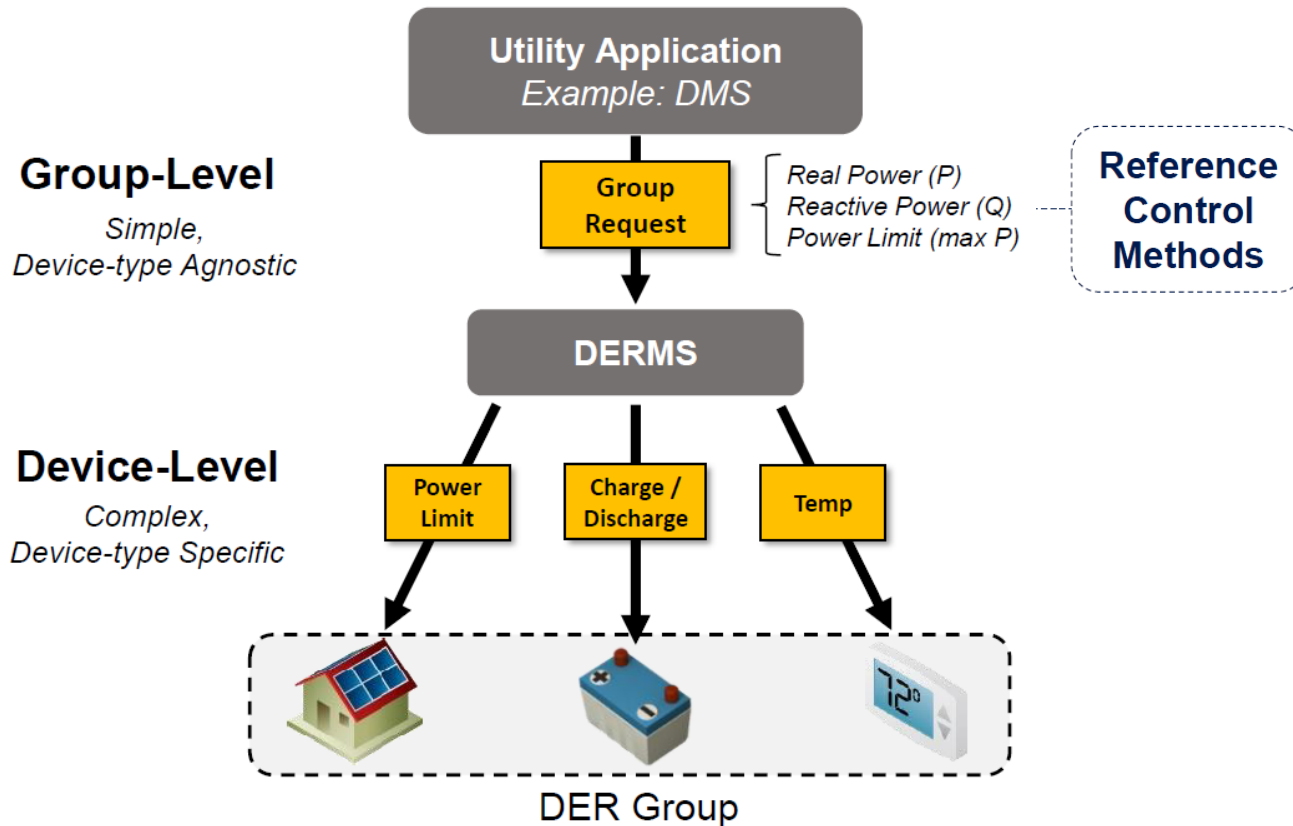 Utility Application
Example: DMS
Group-Level
Simple,
Device-type Agnostic
Group
Request
Real Power (P)
Reactive Power (Q)
Power Limit (max P)
Reference
Control
Methods
DERMS
Device-Level
Complex,
Device-type Specific
Power
Limit
Charge /
Discharge
Temp
72⁰
DER Group